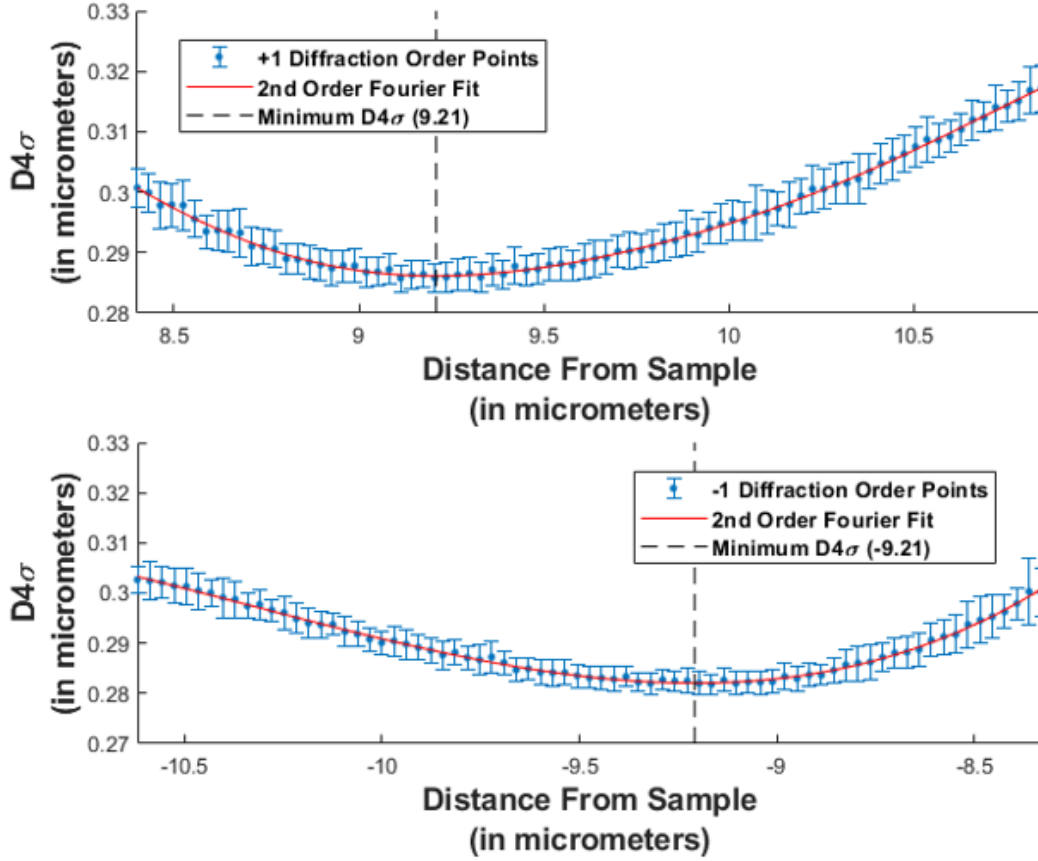 0.33
0.32
0.31
0.3
0.29
0.28
D4σ
(in micrometers)
+1 Diffraction Order Points
2nd Order Fourier Fit
Minimum D4σ (9.21)
8.5 9 9.5 10 10.5
Distance From Sample
(in micrometers)
0.33
0.32
0.31
0.3
0.29
0.28
0.27
D4σ
(in micrometers)
-1 Diffraction Order Points
2nd Order Fourier Fit
Minimum D4σ (-9.21)
-10.5 -10 -9.5 -9 -8.5
Distance From Sample
(in micrometers)